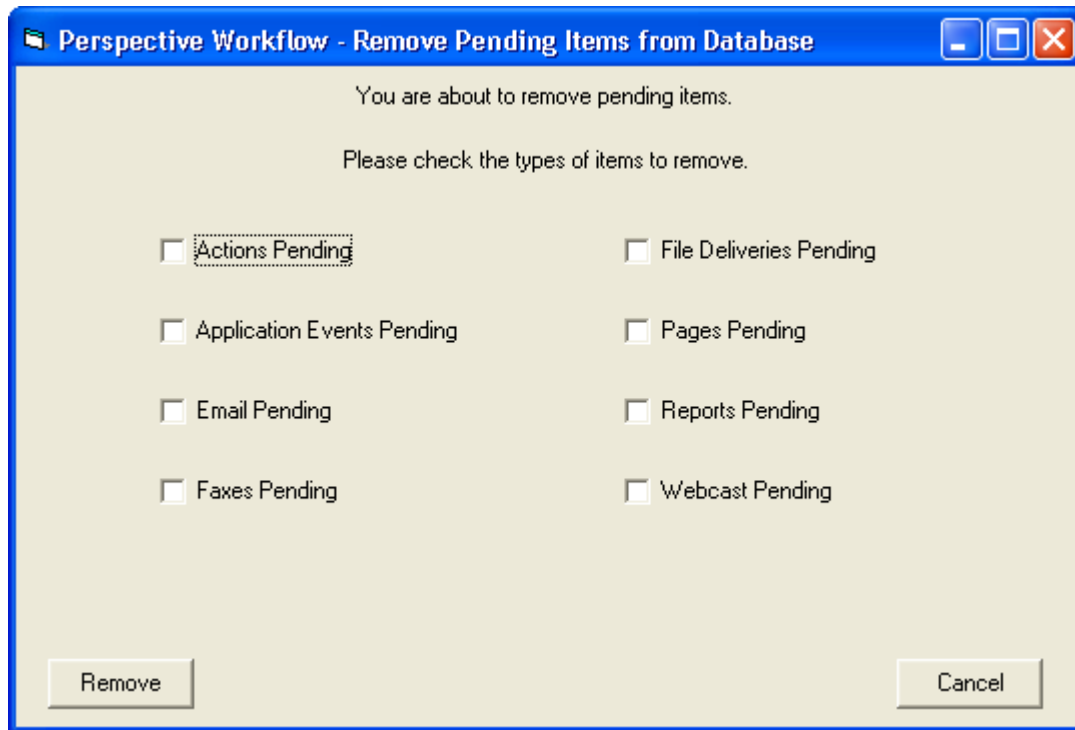 Perspective Workflow - Remove Pending Items from Database
You are about to remove pending items.
Please check the types of items to remove.
Actions Pending
File Deliveries Pending
Application Events Pending
Pages Pending
Email Pending
Reports Pending
Faxes Pending
Webcast Pending
Remove
Cancel